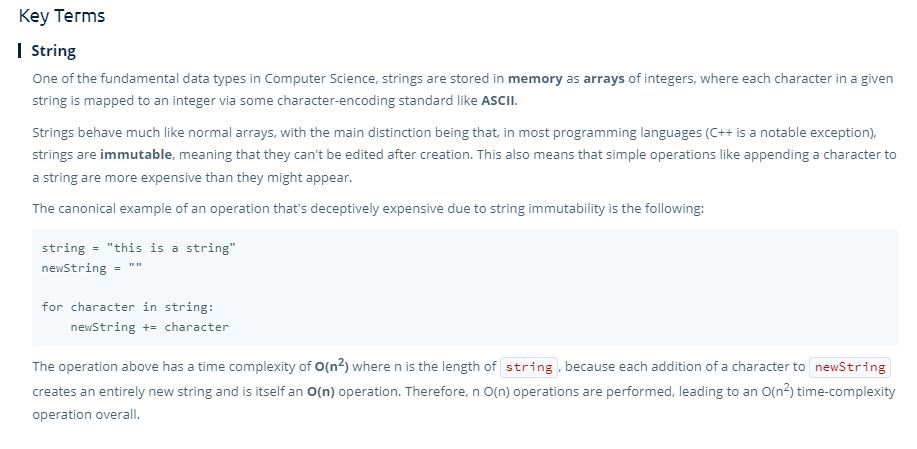 Key Terms
String
One of the fundamental data types in Computer Science, strings are stored in memory as arrays of integers, where each character in a given
string is mapped to an integer via some character-encoding standard like ASCII.
Strings behave much like normal arrays, with the main distinction being that, in most programming languages (C++ is a notable exception),
strings are immutable, meaning that they can't be edited after creation. This also means that simple operations like appending a character to
a string are more expensive than they might appear.
The canonical example of an operation that's deceptively expensive due to string immutability is the following:
string = "this is a string"
newString = ""
for character in string:
    newString += character
The operation above has a time complexity of O(n²) where n is the length of string , because each addition of a character to newString
creates an entirely new string and is itself an O(n) operation. Therefore, n O(n) operations are performed, leading to an O(n²) time-complexity
operation overall.